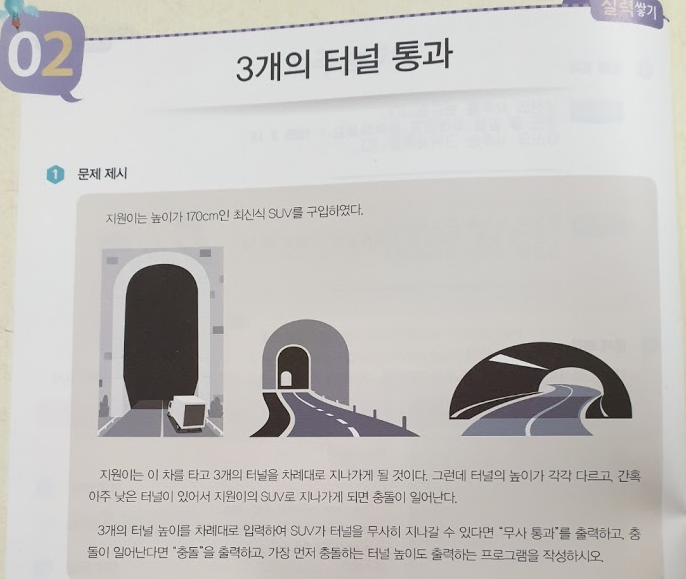 실력쌓기
02
3개의 터널 통과
1 문제 제시
지원이는 높이가 170cm인 최신식 SUV를 구입하였다.
지원이는 이 차를 타고 3개의 터널을 차례대로 지나가게 될 것이다. 그런데 터널의 높이가 각각 다르고, 간혹
아주 낮은 터널이 있어서 지원이의 SUV로 지나가게 되면 충돌이 일어난다.
3개의 터널 높이를 차례대로 입력하여 SUV가 터널을 무사히 지나갈 수 있다면 “무사 통과”를 출력하고, 충
돌이 일어난다면 “충돌”을 출력하고, 가장 먼저 충돌하는 터널 높이도 출력하는 프로그램을 작성하시오.